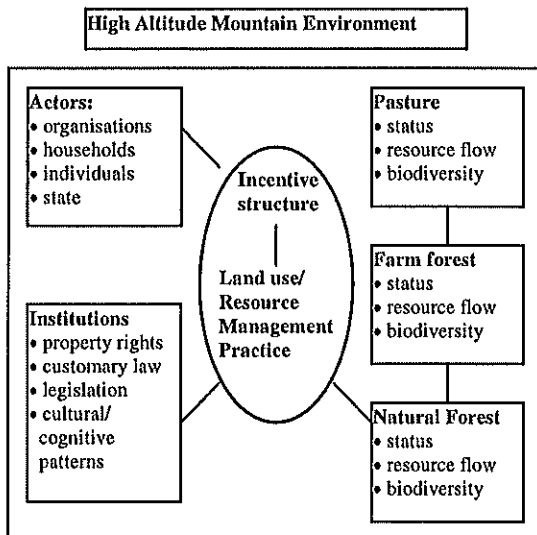 High Altitude Mountain Environment
Actors:
• organisations
• households
• individuals
• state
Institutions
• property rights
• customary law
• legislation
• cultural/
cognitive
patterns
Incentive
structure
Land use/
Resource
Management
Practice
Pasture
• status
• resource flow
• biodiversity
Farm forest
• status
• resource flow
• biodiversity
Natural Forest
• status
• resource flow
• biodiversity